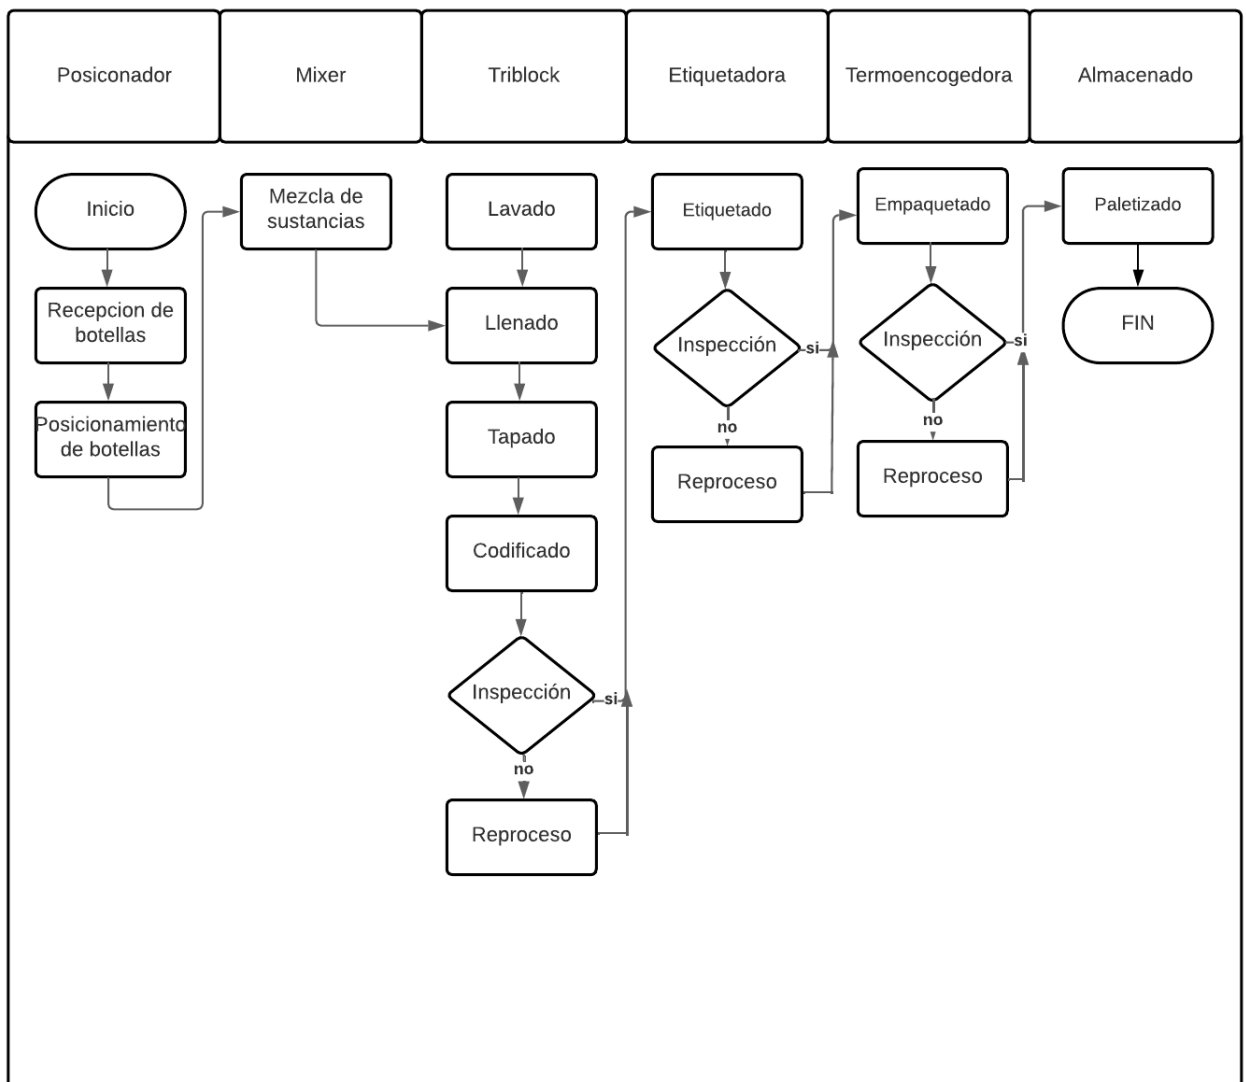 Posiconador
Mixer
Triblock
Etiquetadora
Termoencogedora
Almacenado
Inicio
Recepcion de
botellas
Posicionamiento
de botellas
Mezcla de
sustancias
Lavado
Llenado
Tapado
Codificado
Inspección
si
no
Reproceso
Etiquetado
Inspección
si
no
Reproceso
Empaquetado
Inspección
si
no
Reproceso
Paletizado
FIN